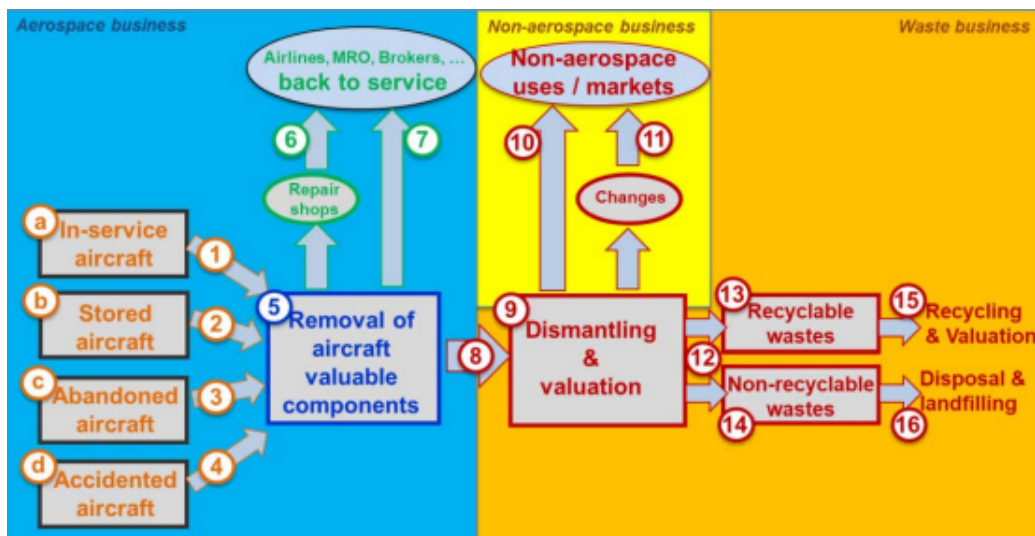 Aerospace business
Non-aerospace business
Waste business
Airlines, MRO, Brokers, ...
back to service
Non-aerospace
uses / markets
6
7
10
11
Repair
shops
Changes
a
In-service
aircraft
1
b
Stored
aircraft
2
c
Abandoned
aircraft
3
d
Accidented
aircraft
4
5
Removal of
aircraft
valuable
components
8
9
Dismantling
&
valuation
12
13
Recyclable
wastes
15
Recycling
& Valuation
Non-recyclable
wastes
14
Disposal &
landfilling
16